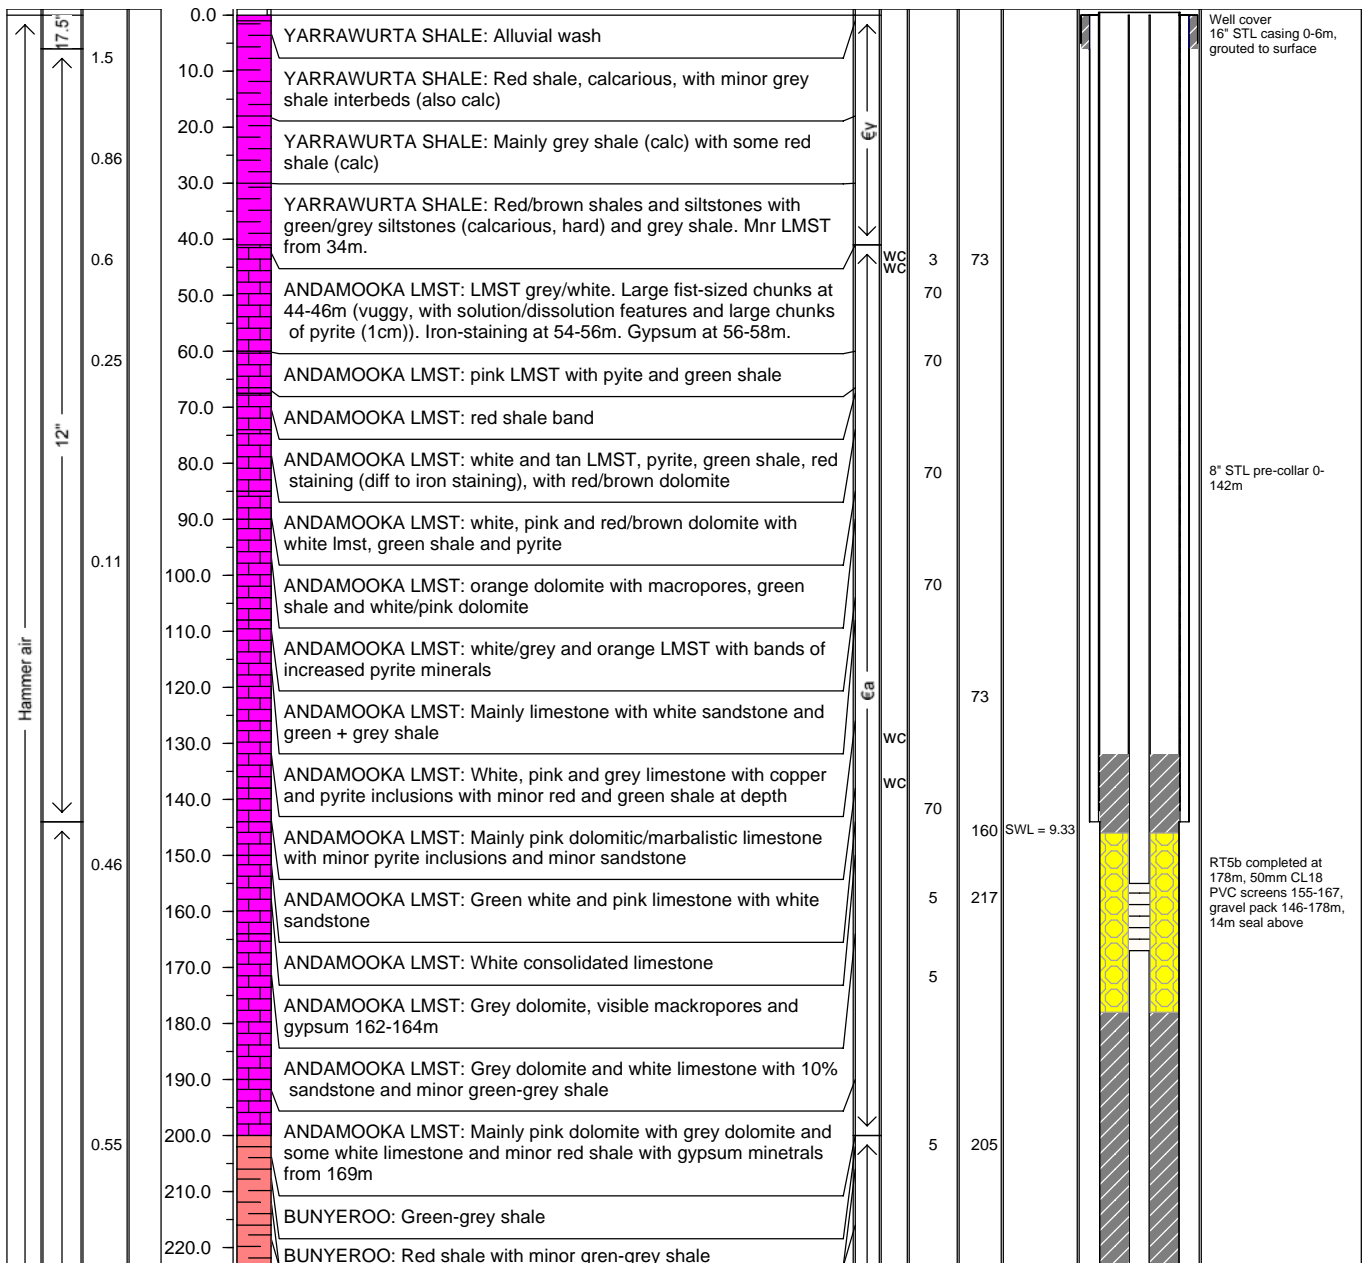 0.0
Well cover
16" STL casing 0-6m,
grouted to surface
17.5"
YARRAWURTA SHALE: Alluvial wash
1.5
10.0
YARRAWURTA SHALE: Red shale, calcarious, with minor grey
shale interbeds (also calc)
20.0
€y
YARRAWURTA SHALE: Mainly grey shale (calc) with some red
shale (calc)
0.86
30.0
YARRAWURTA SHALE: Red/brown shales and siltstones with
green/grey siltstones (calcarious, hard) and grey shale. Mnr LMST
from 34m.
40.0
0.6
WC
WC
3
73
50.0
ANDAMOOKA LMST: LMST grey/white. Large fist-sized chunks at
44-46m (vuggy, with solution/dissolution features and large chunks
of pyrite (1cm)). Iron-staining at 54-56m. Gypsum at 56-58m.
70
60.0
0.25
70
ANDAMOOKA LMST: pink LMST with pyite and green shale
70.0
ANDAMOOKA LMST: red shale band
12"
80.0
ANDAMOOKA LMST: white and tan LMST, pyrite, green shale, red
staining (diff to iron staining), with red/brown dolomite
70
8" STL pre-collar 0-
142m
90.0
ANDAMOOKA LMST: white, pink and red/brown dolomite with
white lmst, green shale and pyrite
0.11
100.0
ANDAMOOKA LMST: orange dolomite with macropores, green
shale and white/pink dolomite
70
110.0
Hammer air
ANDAMOOKA LMST: white/grey and orange LMST with bands of
increased pyrite minerals
120.0
€a
73
ANDAMOOKA LMST: Mainly limestone with white sandstone and
green + grey shale
130.0
WC
ANDAMOOKA LMST: White, pink and grey limestone with copper
and pyrite inclusions with minor red and green shale at depth
WC
140.0
70
160
SWL = 9.33
ANDAMOOKA LMST: Mainly pink dolomitic/marbalistic limestone
with minor pyrite inclusions and minor sandstone
150.0
0.46
RT5b completed at
178m, 50mm CL18
PVC screens 155-167,
gravel pack 146-178m,
14m seal above
ANDAMOOKA LMST: Green white and pink limestone with white
sandstone
5
217
160.0
ANDAMOOKA LMST: White consolidated limestone
170.0
5
ANDAMOOKA LMST: Grey dolomite, visible mackropores and
gypsum 162-164m
180.0
190.0
ANDAMOOKA LMST: Grey dolomite and white limestone with 10%
sandstone and minor green-grey shale
200.0
0.55
5
205
ANDAMOOKA LMST: Mainly pink dolomite with grey dolomite and
some white limestone and minor red shale with gypsum minetrals
from 169m
210.0
BUNYEROO: Green-grey shale
220.0
BUNYEROO: Red shale with minor gren-grey shale